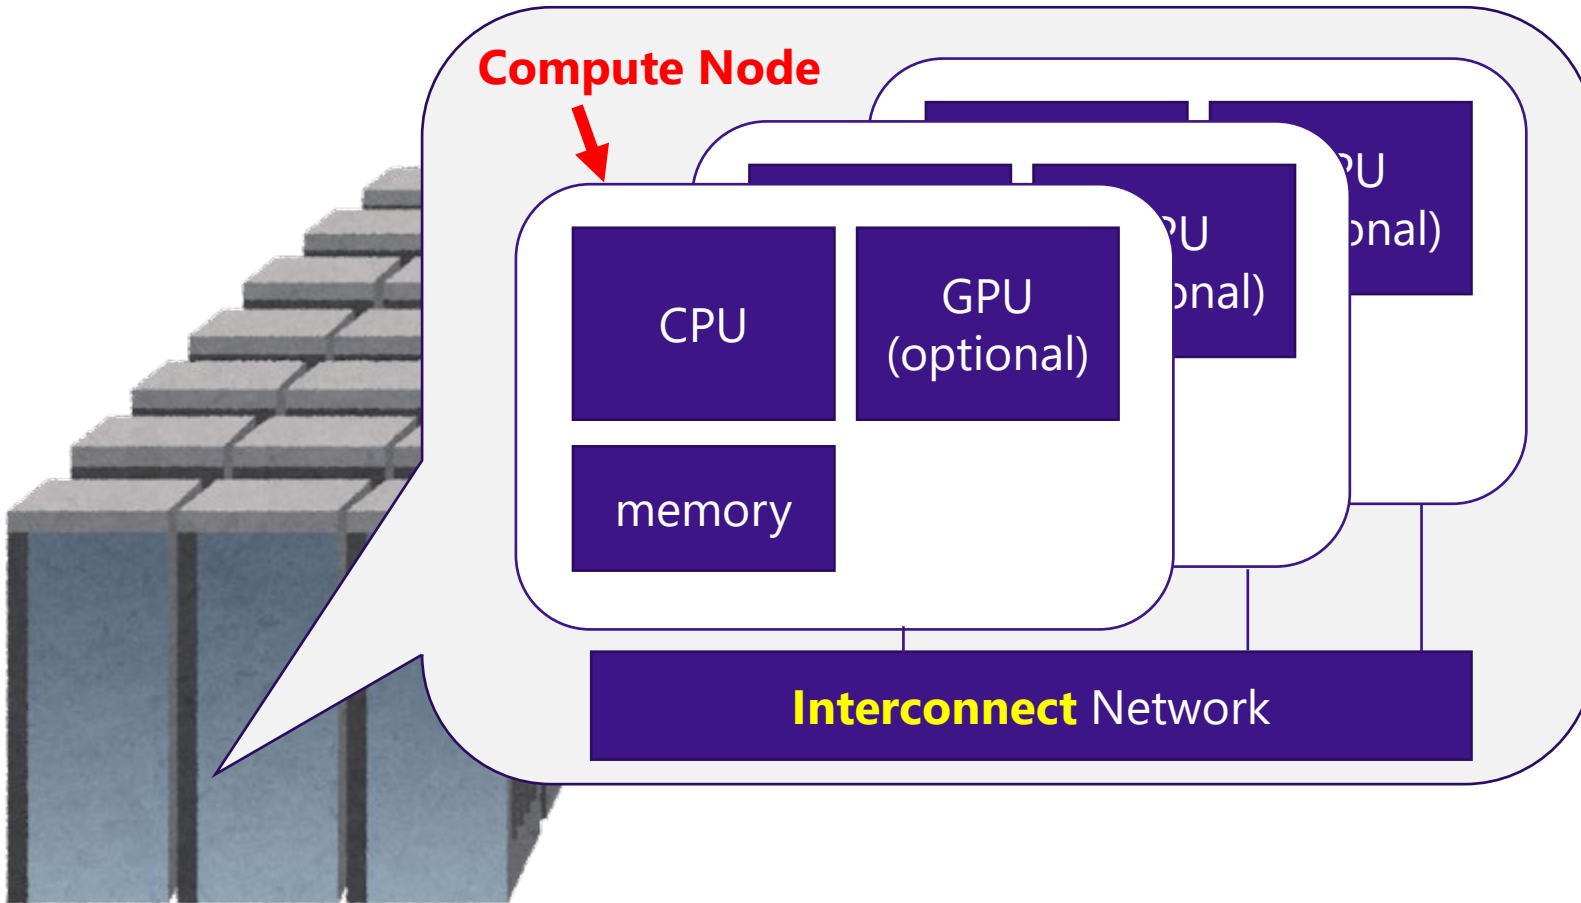 Compute Node
CPU
GPU
(optional)
memory
Interconnect Network